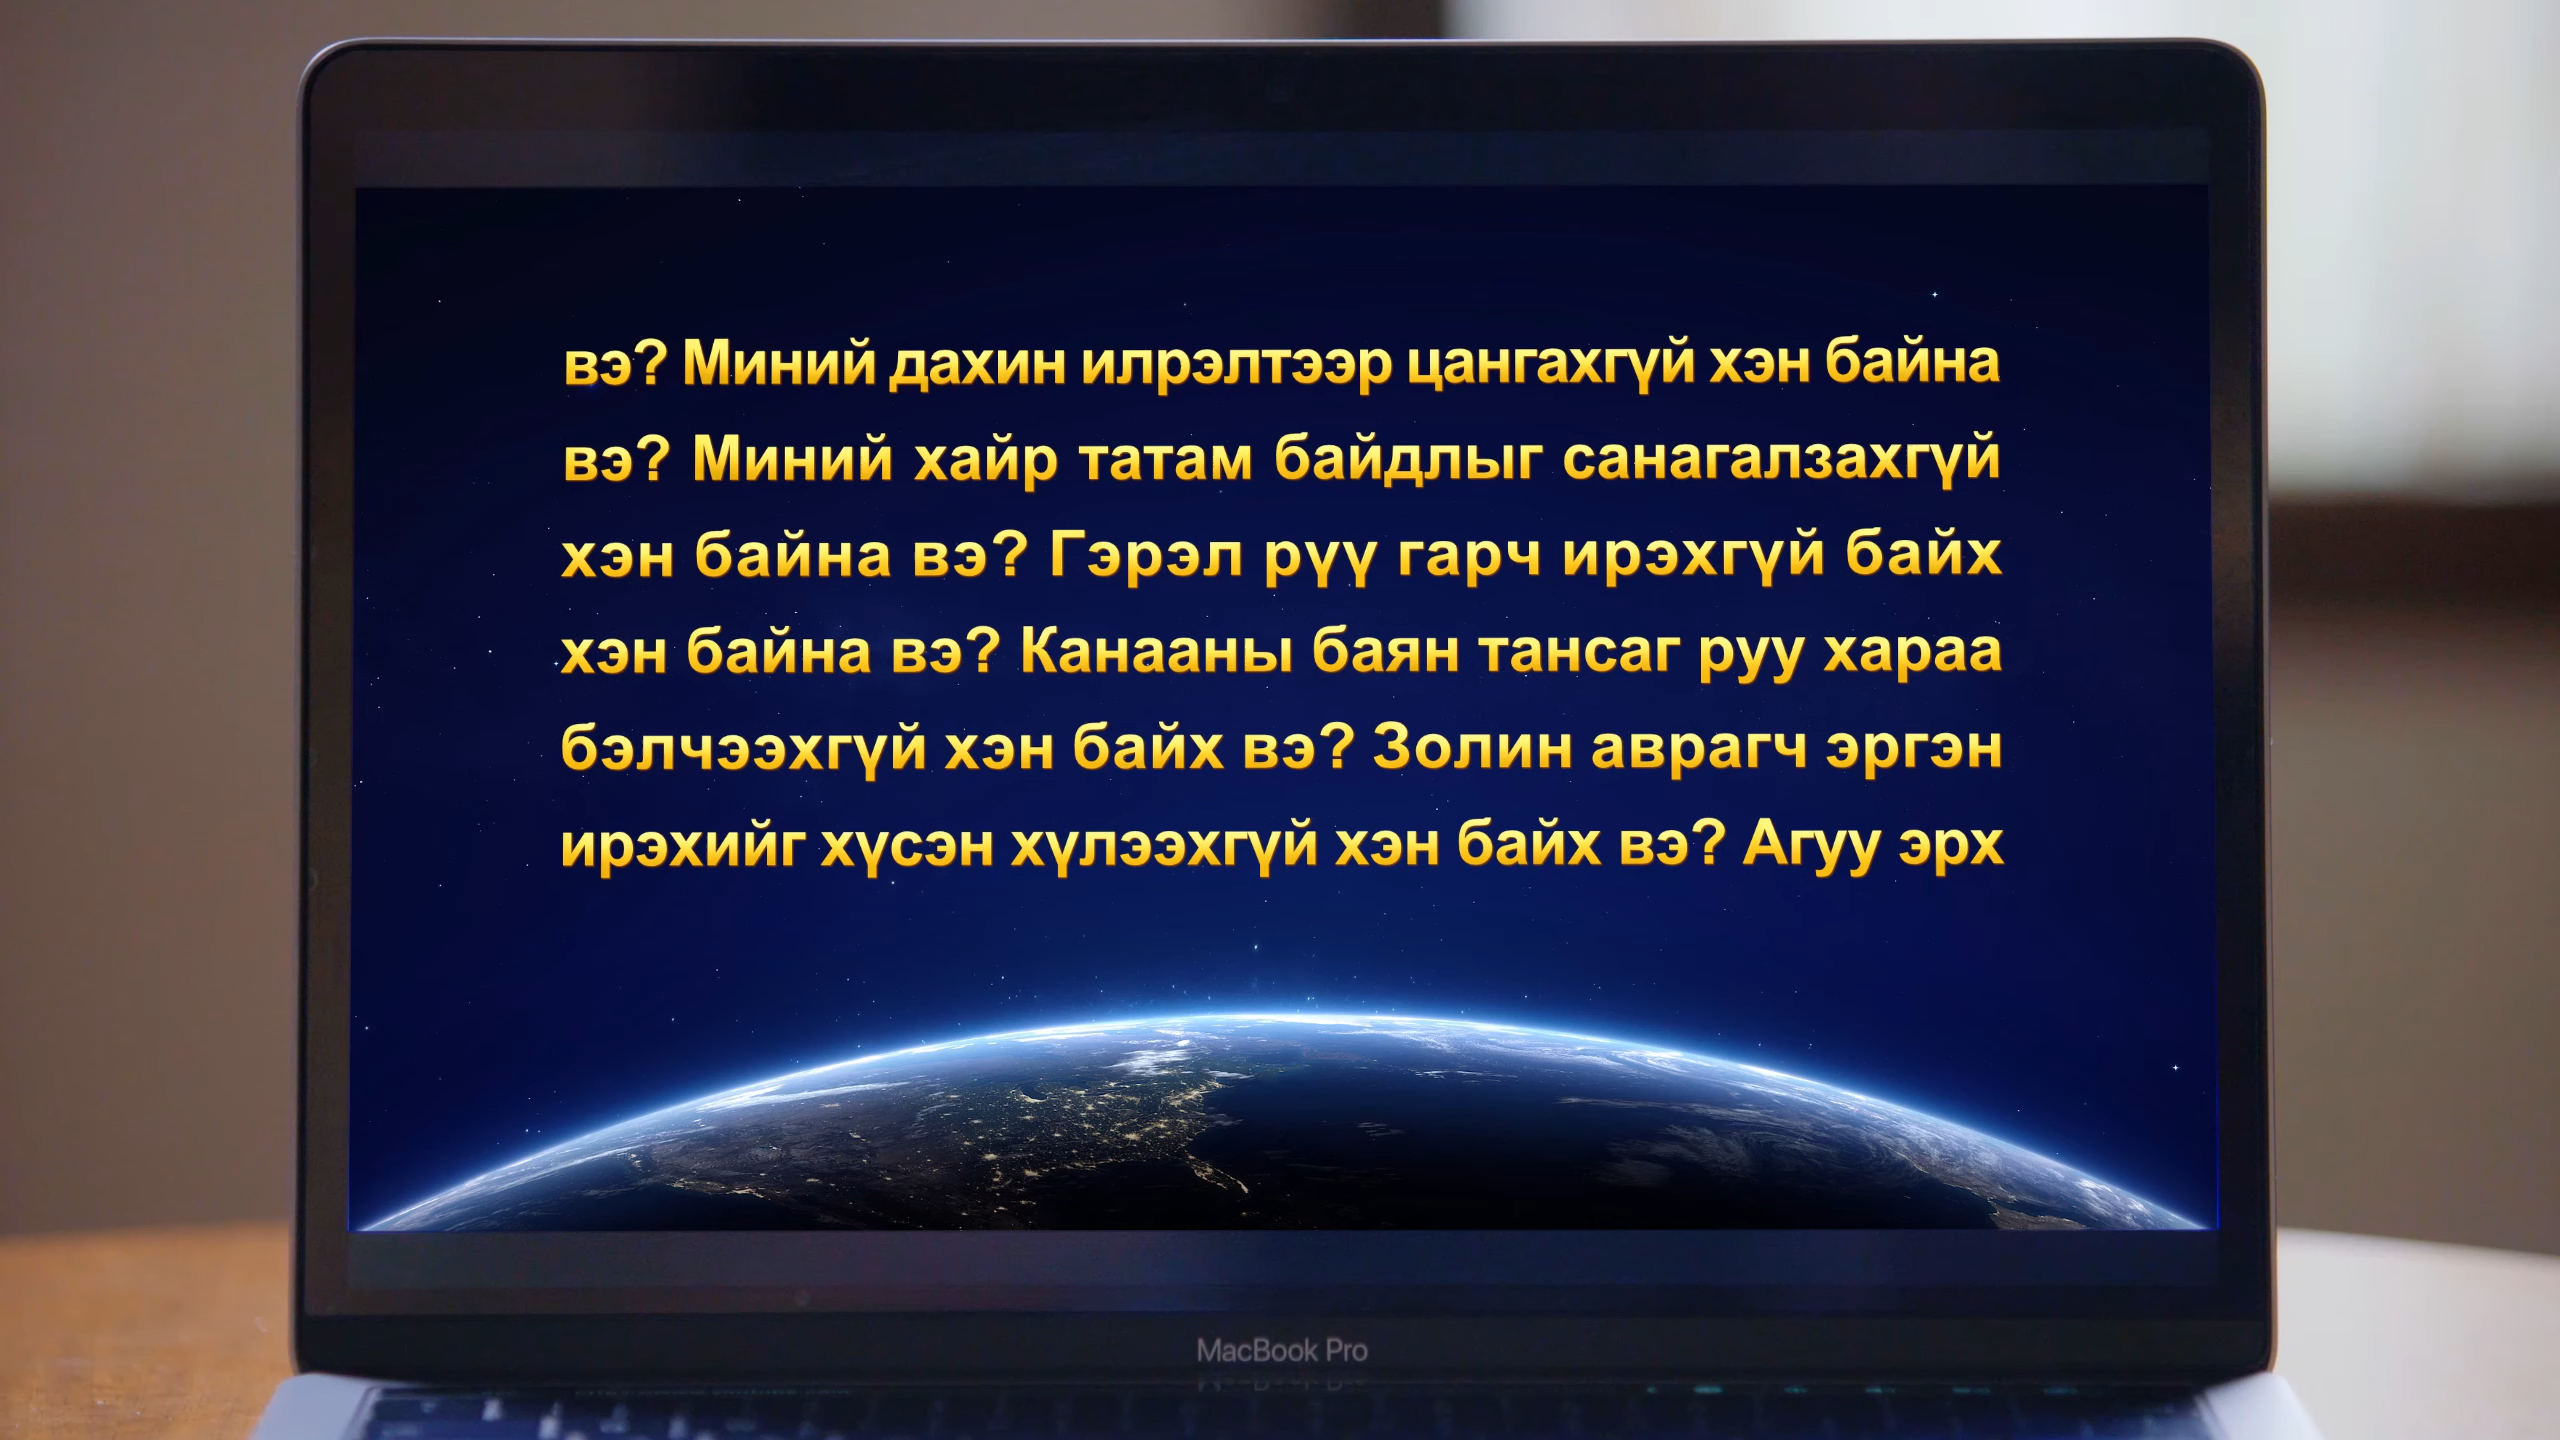 вэ? Миний дахин илрэлтээр цангахгүй хэн байна
вэ? Миний хайр татам байдлыг санагалзахгүй
хэн байна вэ? Гэрэл рүү гарч ирэхгүй байх
хэн байна вэ? Канааны баян тансаг руу хараа
бэлчээхгүй хэн байх вэ? Золин аврагч эргэн
ирэхийг хүсэн хүлээхгүй хэн байх вэ? Агуу эрх
MacBook Pro